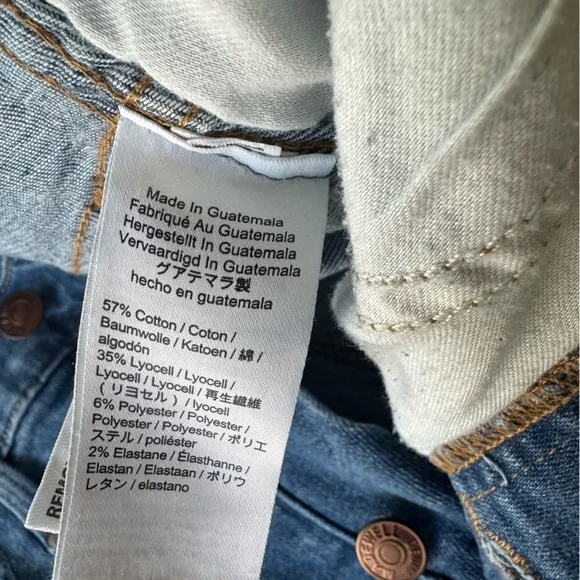 Made In Guatemala
Fabriqué Au Guatemala
Hergestellt In Guatemala
Vervaardigd In Guatemala
グアテマラ製
hecho en guatemala
57% Cotton / Coton /
Baumwolle / Katoen / 綿 /
algodón
35% Lyocell / Lyocell /
Lyocell / Lyocell / 再生繊維
(リヨセル) / lyocell
6% Polyester / Polyester /
Polyester / Polyester / ポリエ
ステル / poliéster
2% Elastane / Élasthanne /
Elastan / Elastaan / ポリウ
レタン / elastano